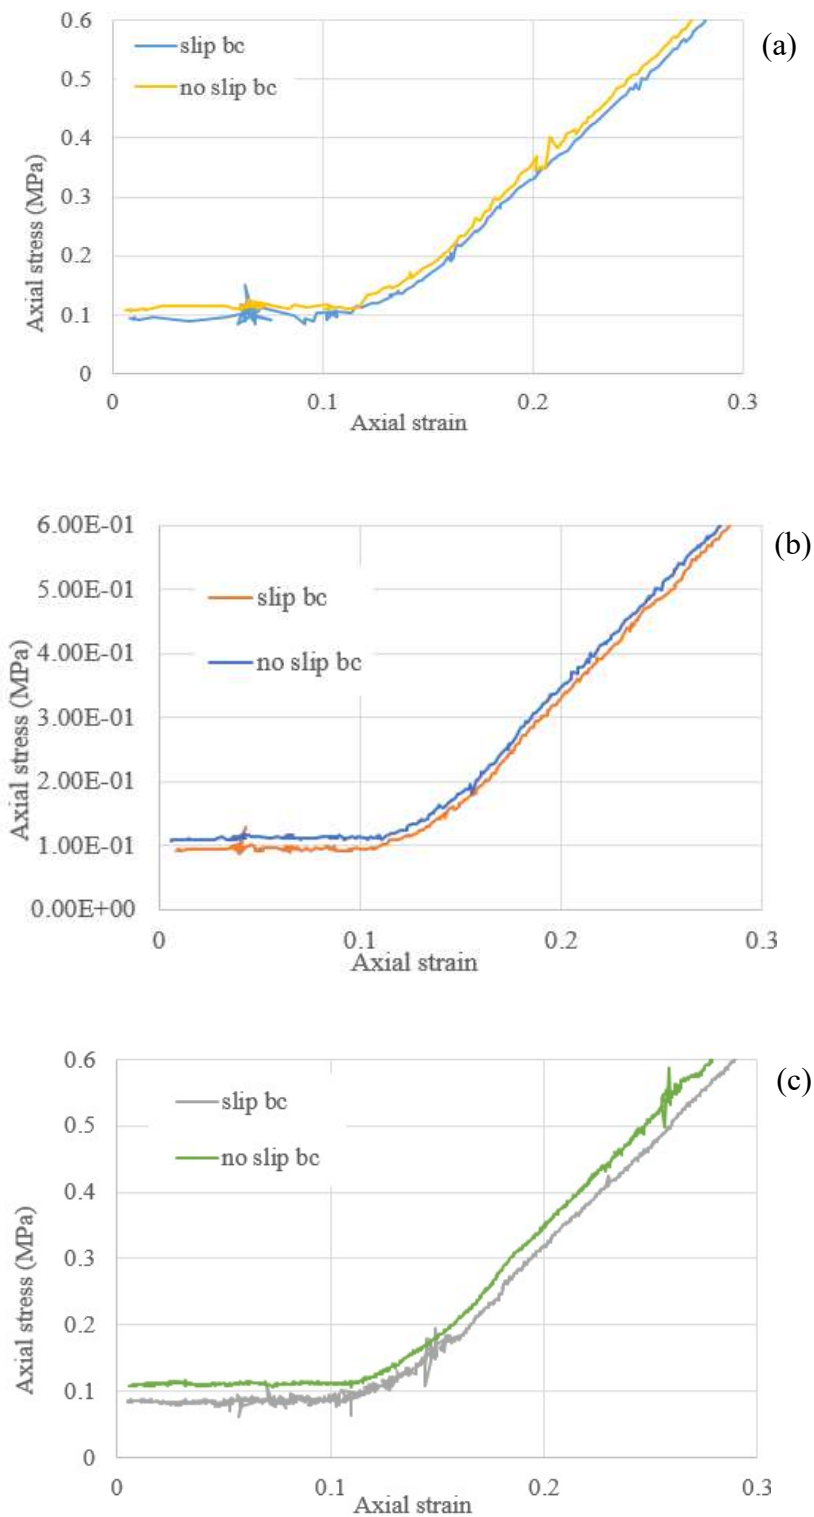 0.6
(a)
slip bc
no slip bc
0.5
0.4
0.3
0.2
0.1
0
Axial stress (MPa)
0 0.1 0.2 0.3
Axial strain
6.00E-01
(b)
5.00E-01
slip bc
4.00E-01
no slip bc
3.00E-01
2.00E-01
1.00E-01
0.00E+00
Axial stress (MPa)
0 0.1 0.2 0.3
Axial strain
0.6
(c)
slip bc
0.5
no slip bc
0.4
0.3
0.2
0.1
0
Axial stress (MPa)
0 0.1 0.2 0.3
Axial strain